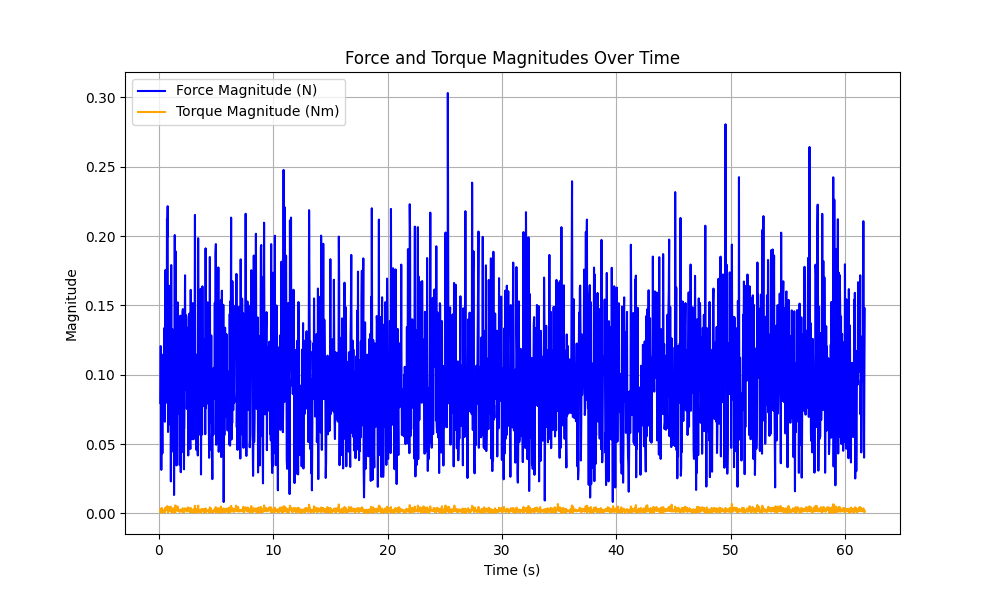 Force and Torque Magnitudes Over Time
Force Magnitude (N)
Torque Magnitude (Nm)
Magnitude
0.30
0.25
0.20
0.15
0.10
0.05
0.00
0 10 20 30 40 50 60
Time (s)